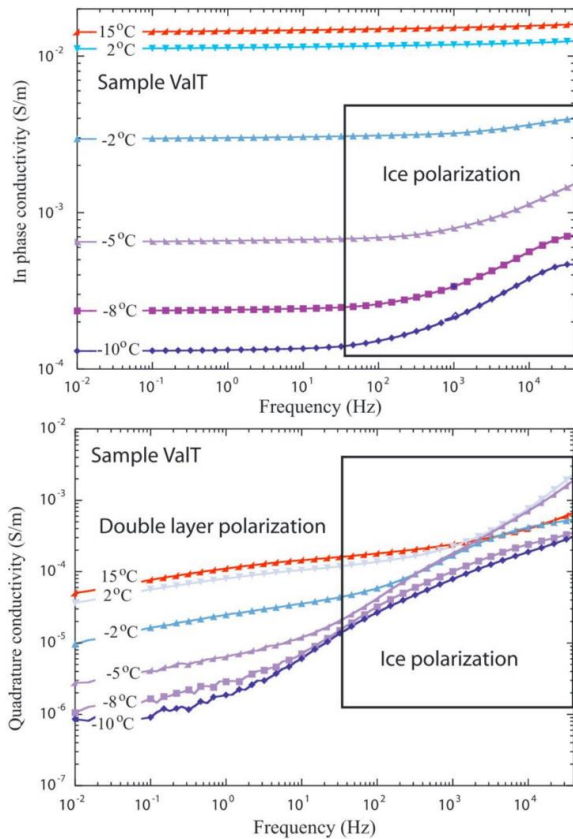 10⁻²
15°C
2°C
Sample ValT
-2°C
Ice polarization
10⁻³
-5°C
-8°C
-10°C
10⁻⁴
In phase conductivity (S/m)
10⁻² 10⁻¹ 10⁰ 10¹ 10² 10³ 10⁴
Frequency (Hz)
10⁻²
Sample ValT
10⁻³
Double layer polarization
10⁻⁴
15°C
2°C
-2°C
10⁻⁵
-5°C
Ice polarization
-8°C
10⁻⁶
-10°C
10⁻⁷
Quadrature conductivity (S/m)
10⁻² 10⁻¹ 10⁰ 10¹ 10² 10³ 10⁴
Frequency (Hz)